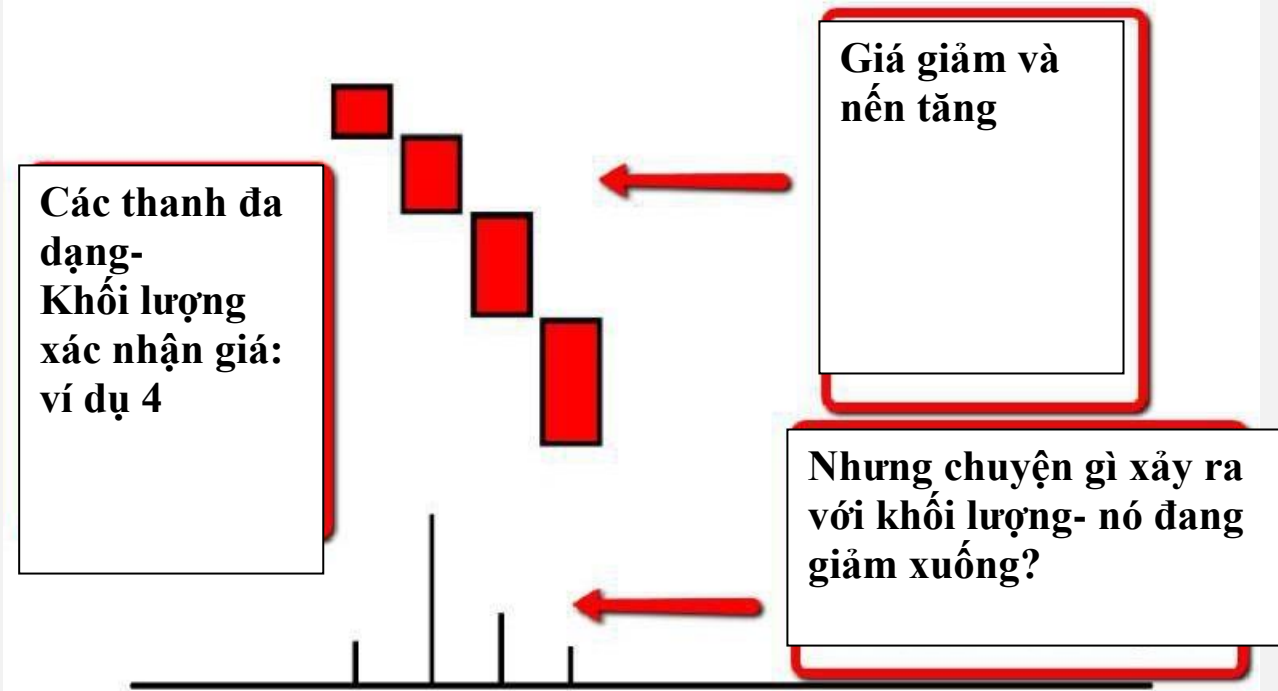 Giá giảm và
nến tăng
Các thanh đa
dạng-
Khối lượng
xác nhận giá:
ví dụ 4
Nhưng chuyện gì xảy ra
với khối lượng- nó đang
giảm xuống?